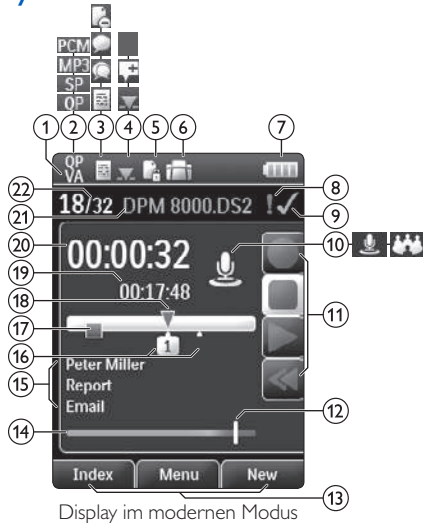 PCM
MP3
SP
QP
1 2 3 4 5 6 7
QP
VA
22 8
18/32 DPM 8000.DS2 !✓
21 9
20 00:00:32 10
19 00:17:48
18 11
17
1
16
Peter Miller
15 Report
Email 12
14
Index Menu New
13
Display im modernen Modus